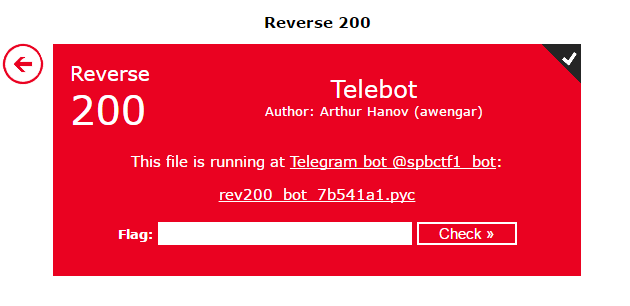 Reverse 200
Reverse
200
Telebot
Author: Arthur Hanov (awengar)
This file is running at Telegram bot @spbctf1_bot:
rev200_bot_7b541a1.pyc
Flag:
Check »